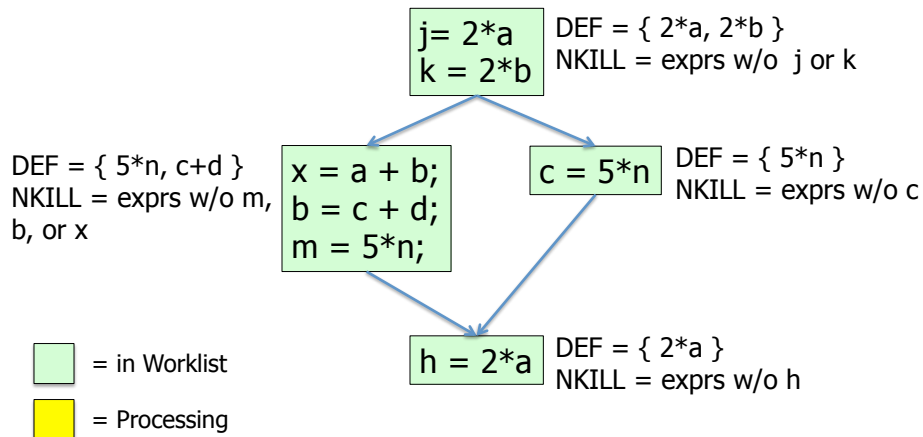 j= 2*a
k = 2*b
DEF = { 2*a, 2*b }
NKILL = exprs w/o  j or k
DEF = { 5*n, c+d }
NKILL = exprs w/o m,
b, or x
x = a + b;
b = c + d;
m = 5*n;
c = 5*n
DEF = { 5*n }
NKILL = exprs w/o c
h = 2*a
DEF = { 2*a }
NKILL = exprs w/o h
= in Worklist
= Processing